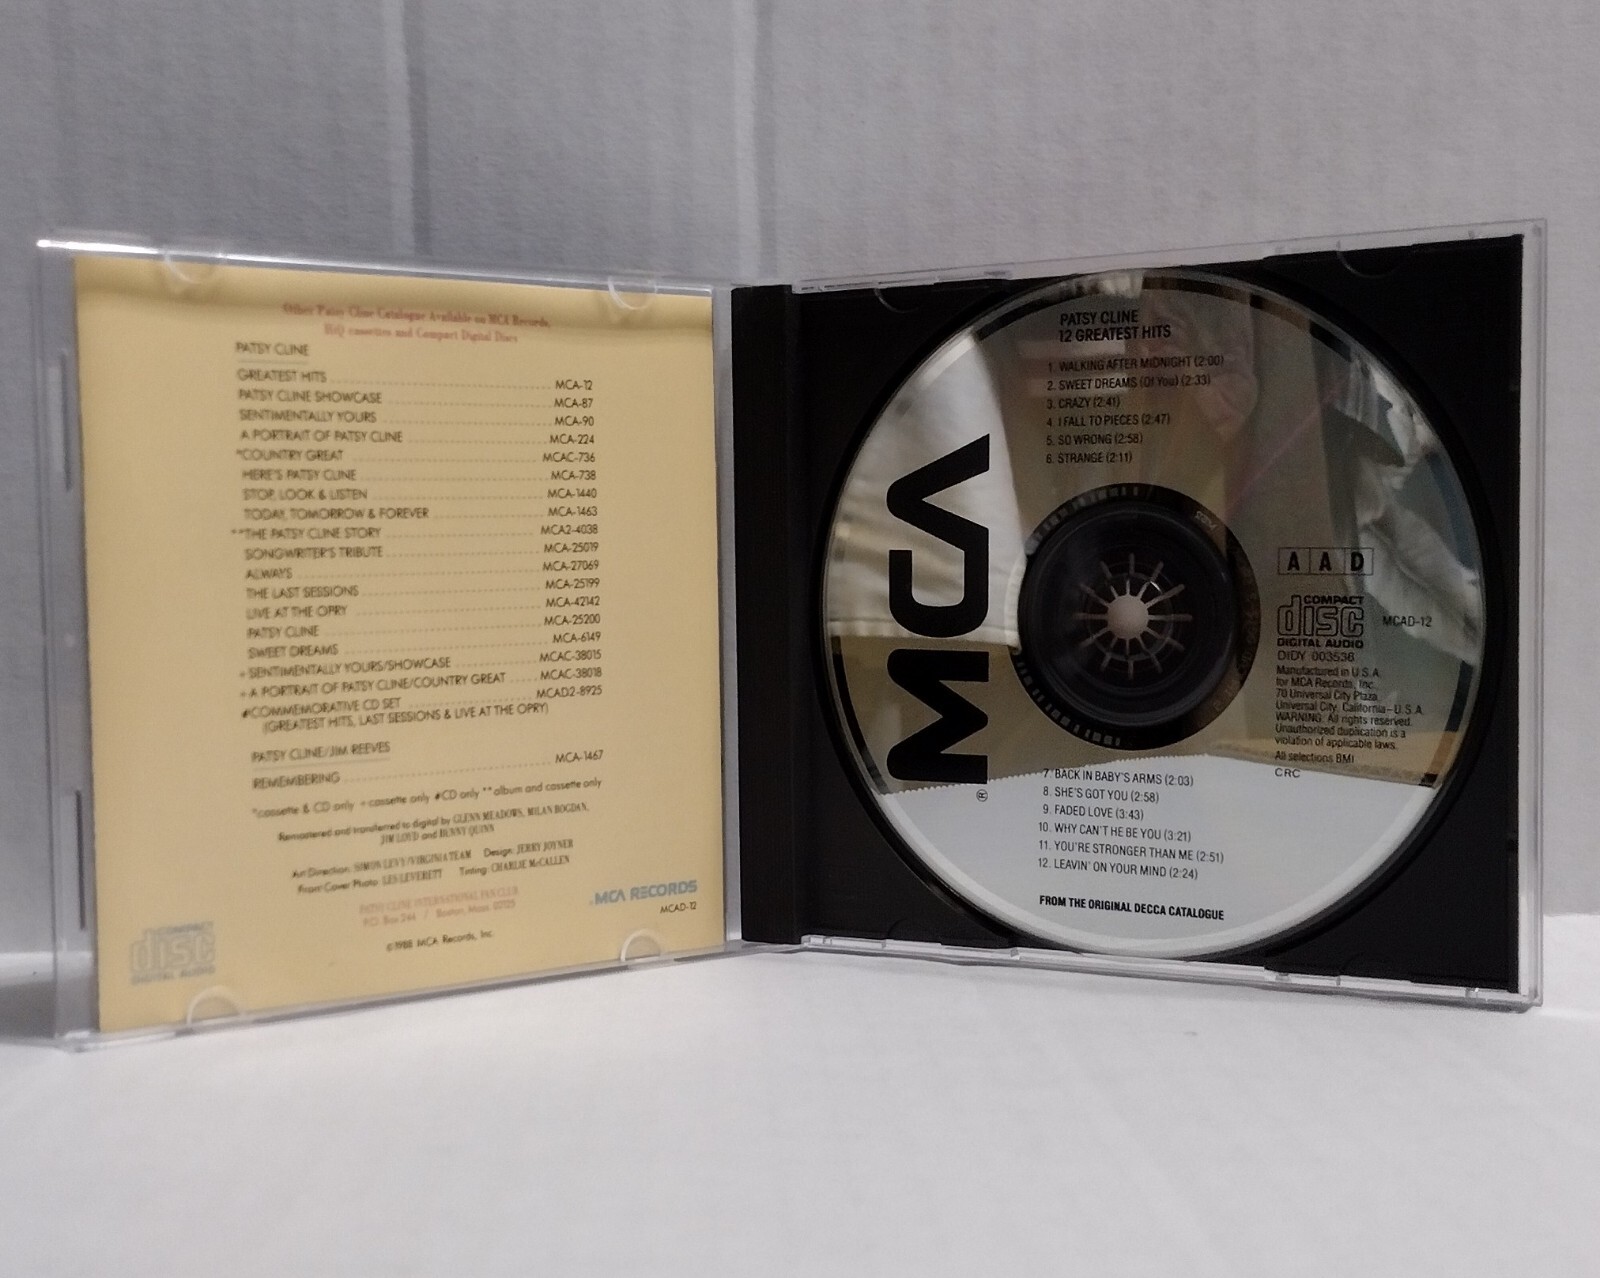 Other Patsy Cline Catalogue Available on MCA Records,
HiQ cassettes and Compact Digital Discs
PATSY CLINE
GREATEST HITS MCA-12
PATSY CLINE SHOWCASE MCA-87
SENTIMENTALLY YOURS MCA-90
A PORTRAIT OF PATSY CLINE MCA-224
*COUNTRY GREAT MCAC-736
HERE'S PATSY CLINE MCA-738
STOP, LOOK & LISTEN MCA-1440
TODAY, TOMORROW & FOREVER MCA-1463
**THE PATSY CLINE STORY MCA2-4038
SONGWRITER'S TRIBUTE MCA-25019
ALWAYS MCA-27069
THE LAST SESSIONS MCA-25199
LIVE AT THE OPRY MCA-42142
PATSY CLINE MCA-25200
SWEET DREAMS MCA-6149
+SENTIMENTALLY YOURS/SHOWCASE MCAC-38015
+A PORTRAIT OF PATSY CLINE/COUNTRY GREAT MCAC-38018
#COMMEMORATIVE CD SET MCAD2-8925
(GREATEST HITS, LAST SESSIONS & LIVE AT THE OPRY)
PATSY CLINE/JIM REEVES
REMEMBERING MCA-1467
*cassette & CD only +cassette only #CD only **album and cassette only
Remastered and transferred to digital by GLENN MEADOWS, MILAN BOGDAN,
JIM LOYD and BENNY QUINN
Art Direction: SIMON LEVY/VIRGINIA TEAM Design: JERRY JOYNER
Front Cover Photo: LES LEVERETT Tinting: CHARLIE McCALLEN
PATSY CLINE INTERNATIONAL FAN CLUB
P.O. Box 244 / Boston, Mass. 02125
©1988 MCA Records, Inc.
MCA RECORDS
MCAD-12
COMPACT
disc
DIGITAL AUDIO
MCA®
PATSY CLINE
12 GREATEST HITS
1. WALKING AFTER MIDNIGHT (2:00)
2. SWEET DREAMS (Of You) (2:33)
3. CRAZY (2:41)
4. I FALL TO PIECES (2:47)
5. SO WRONG (2:58)
6. STRANGE (2:11)
A A D
COMPACT
disc
DIGITAL AUDIO
MCAD-12
DIDY 003536
Manufactured in U.S.A.
for MCA Records, Inc.,
70 Universal City Plaza,
Universal City, California-U.S.A.
WARNING: All rights reserved.
Unauthorized duplication is a
violation of applicable laws.
All selections BMI
CRC
7. BACK IN BABY'S ARMS (2:03)
8. SHE'S GOT YOU (2:58)
9. FADED LOVE (3:43)
10. WHY CAN'T HE BE YOU (3:21)
11. YOU'RE STRONGER THAN ME (2:51)
12. LEAVIN' ON YOUR MIND (2:24)
FROM THE ORIGINAL DECCA CATALOGUE